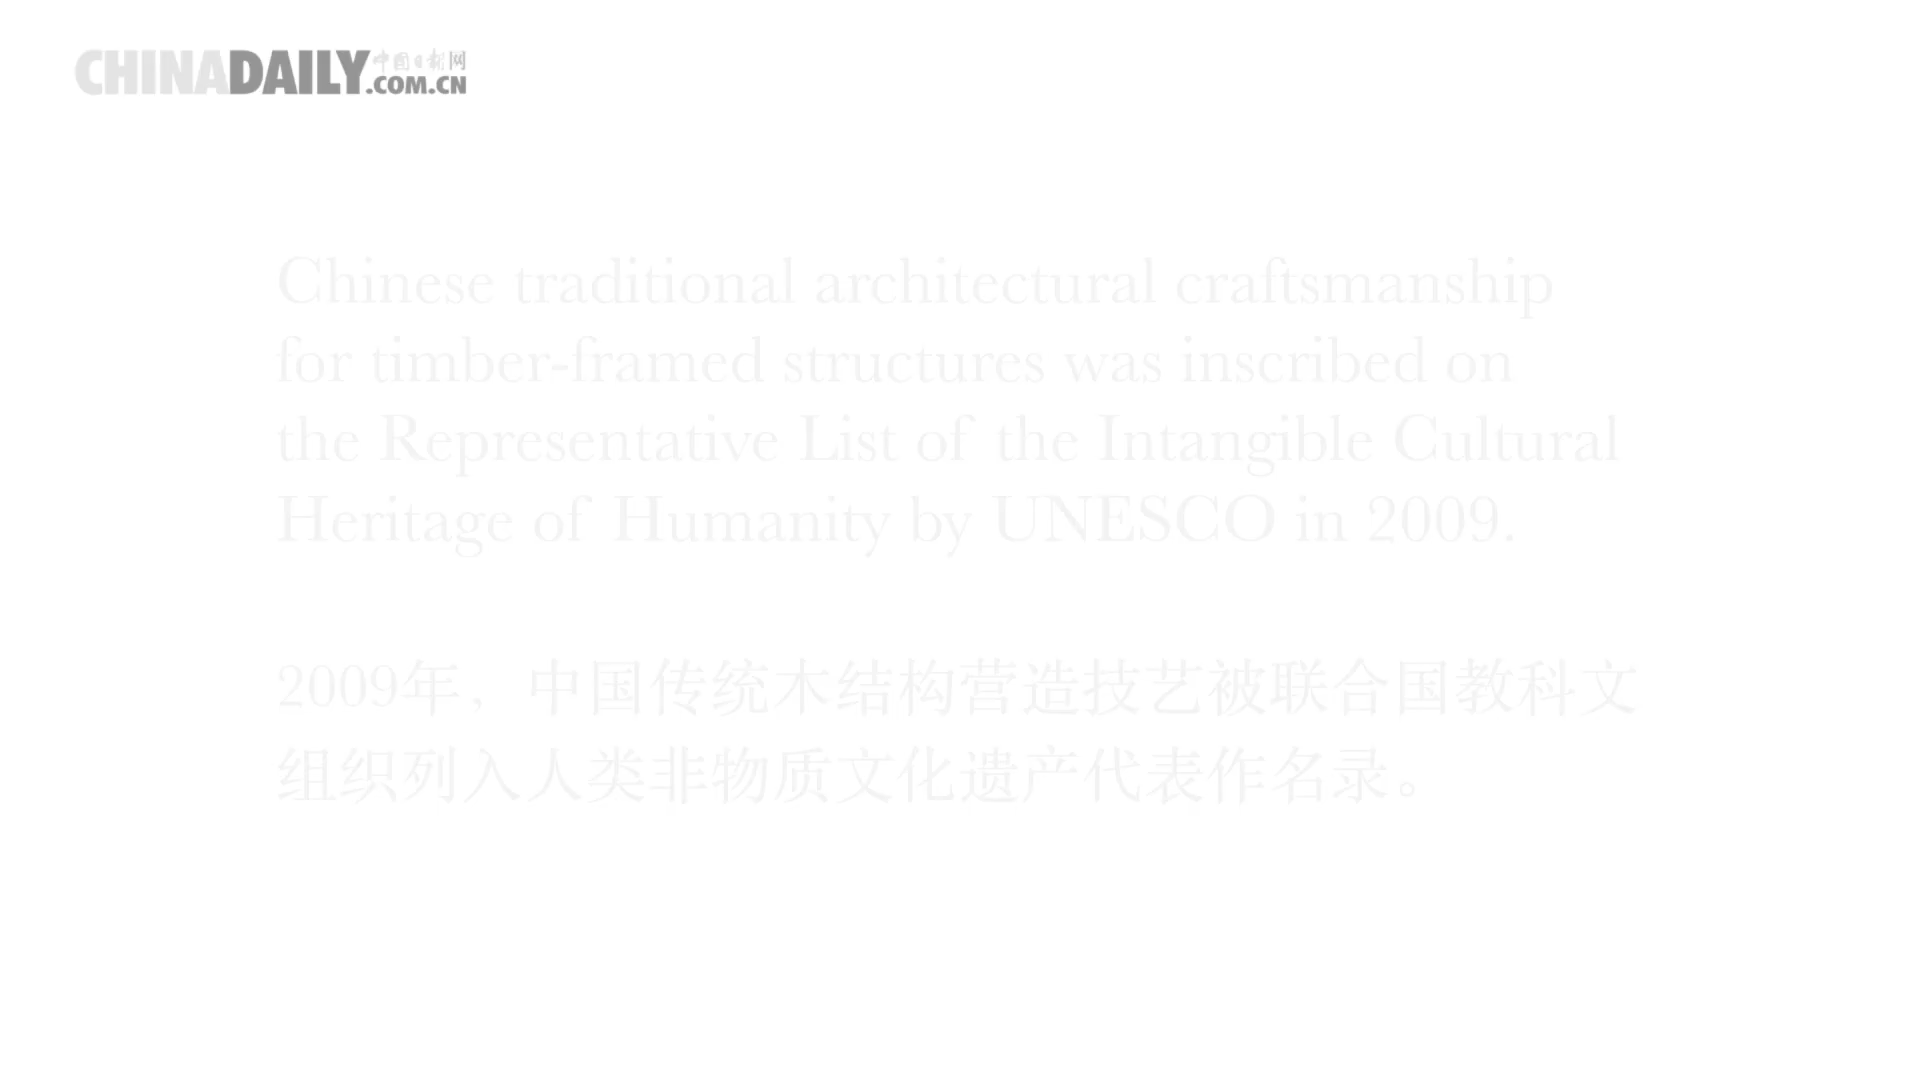 CHINADAILY中国日报网
.COM.CN
Chinese traditional architectural craftsmanship
for timber-framed structures was inscribed on
the Representative List of the Intangible Cultural
Heritage of Humanity by UNESCO in 2009.
2009年，中国传统木结构营造技艺被联合国教科文
组织列入人类非物质文化遗产代表作名录。